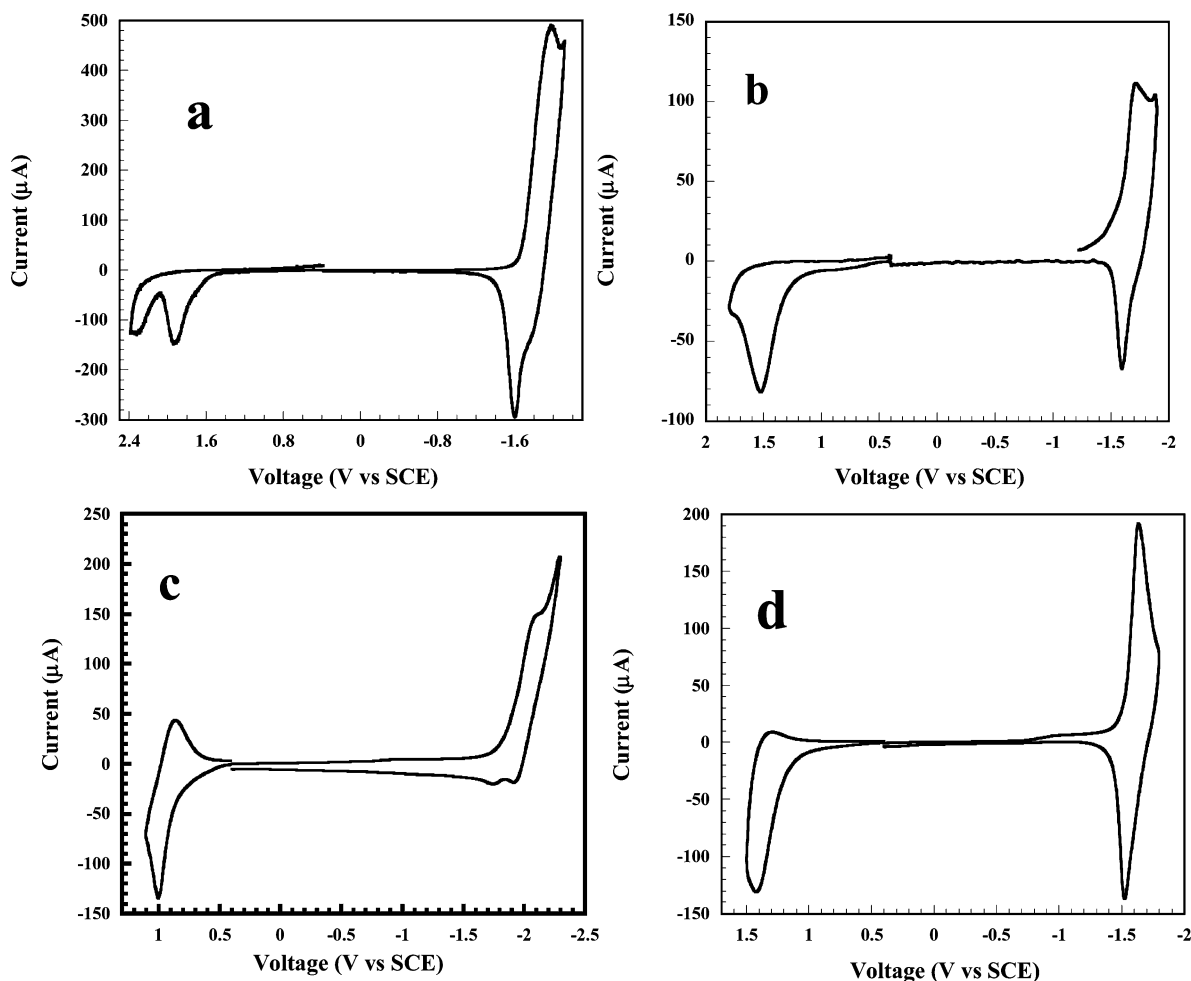 a
Current (μA)
500
400
300
200
100
0
-100
-200
-300
2.4 1.6 0.8 0 -0.8 -1.6
Voltage (V vs SCE)
b
Current (μA)
150
100
50
0
-50
-100
2 1.5 1 0.5 0 -0.5 -1 -1.5 -2
Voltage (V vs SCE)
c
Current (μA)
250
200
150
100
50
0
-50
-100
-150
1 0.5 0 -0.5 -1 -1.5 -2 -2.5
Voltage (V vs SCE)
d
Current (μA)
200
150
100
50
0
-50
-100
-150
1.5 1 0.5 0 -0.5 -1 -1.5 -2
Voltage (V vs SCE)